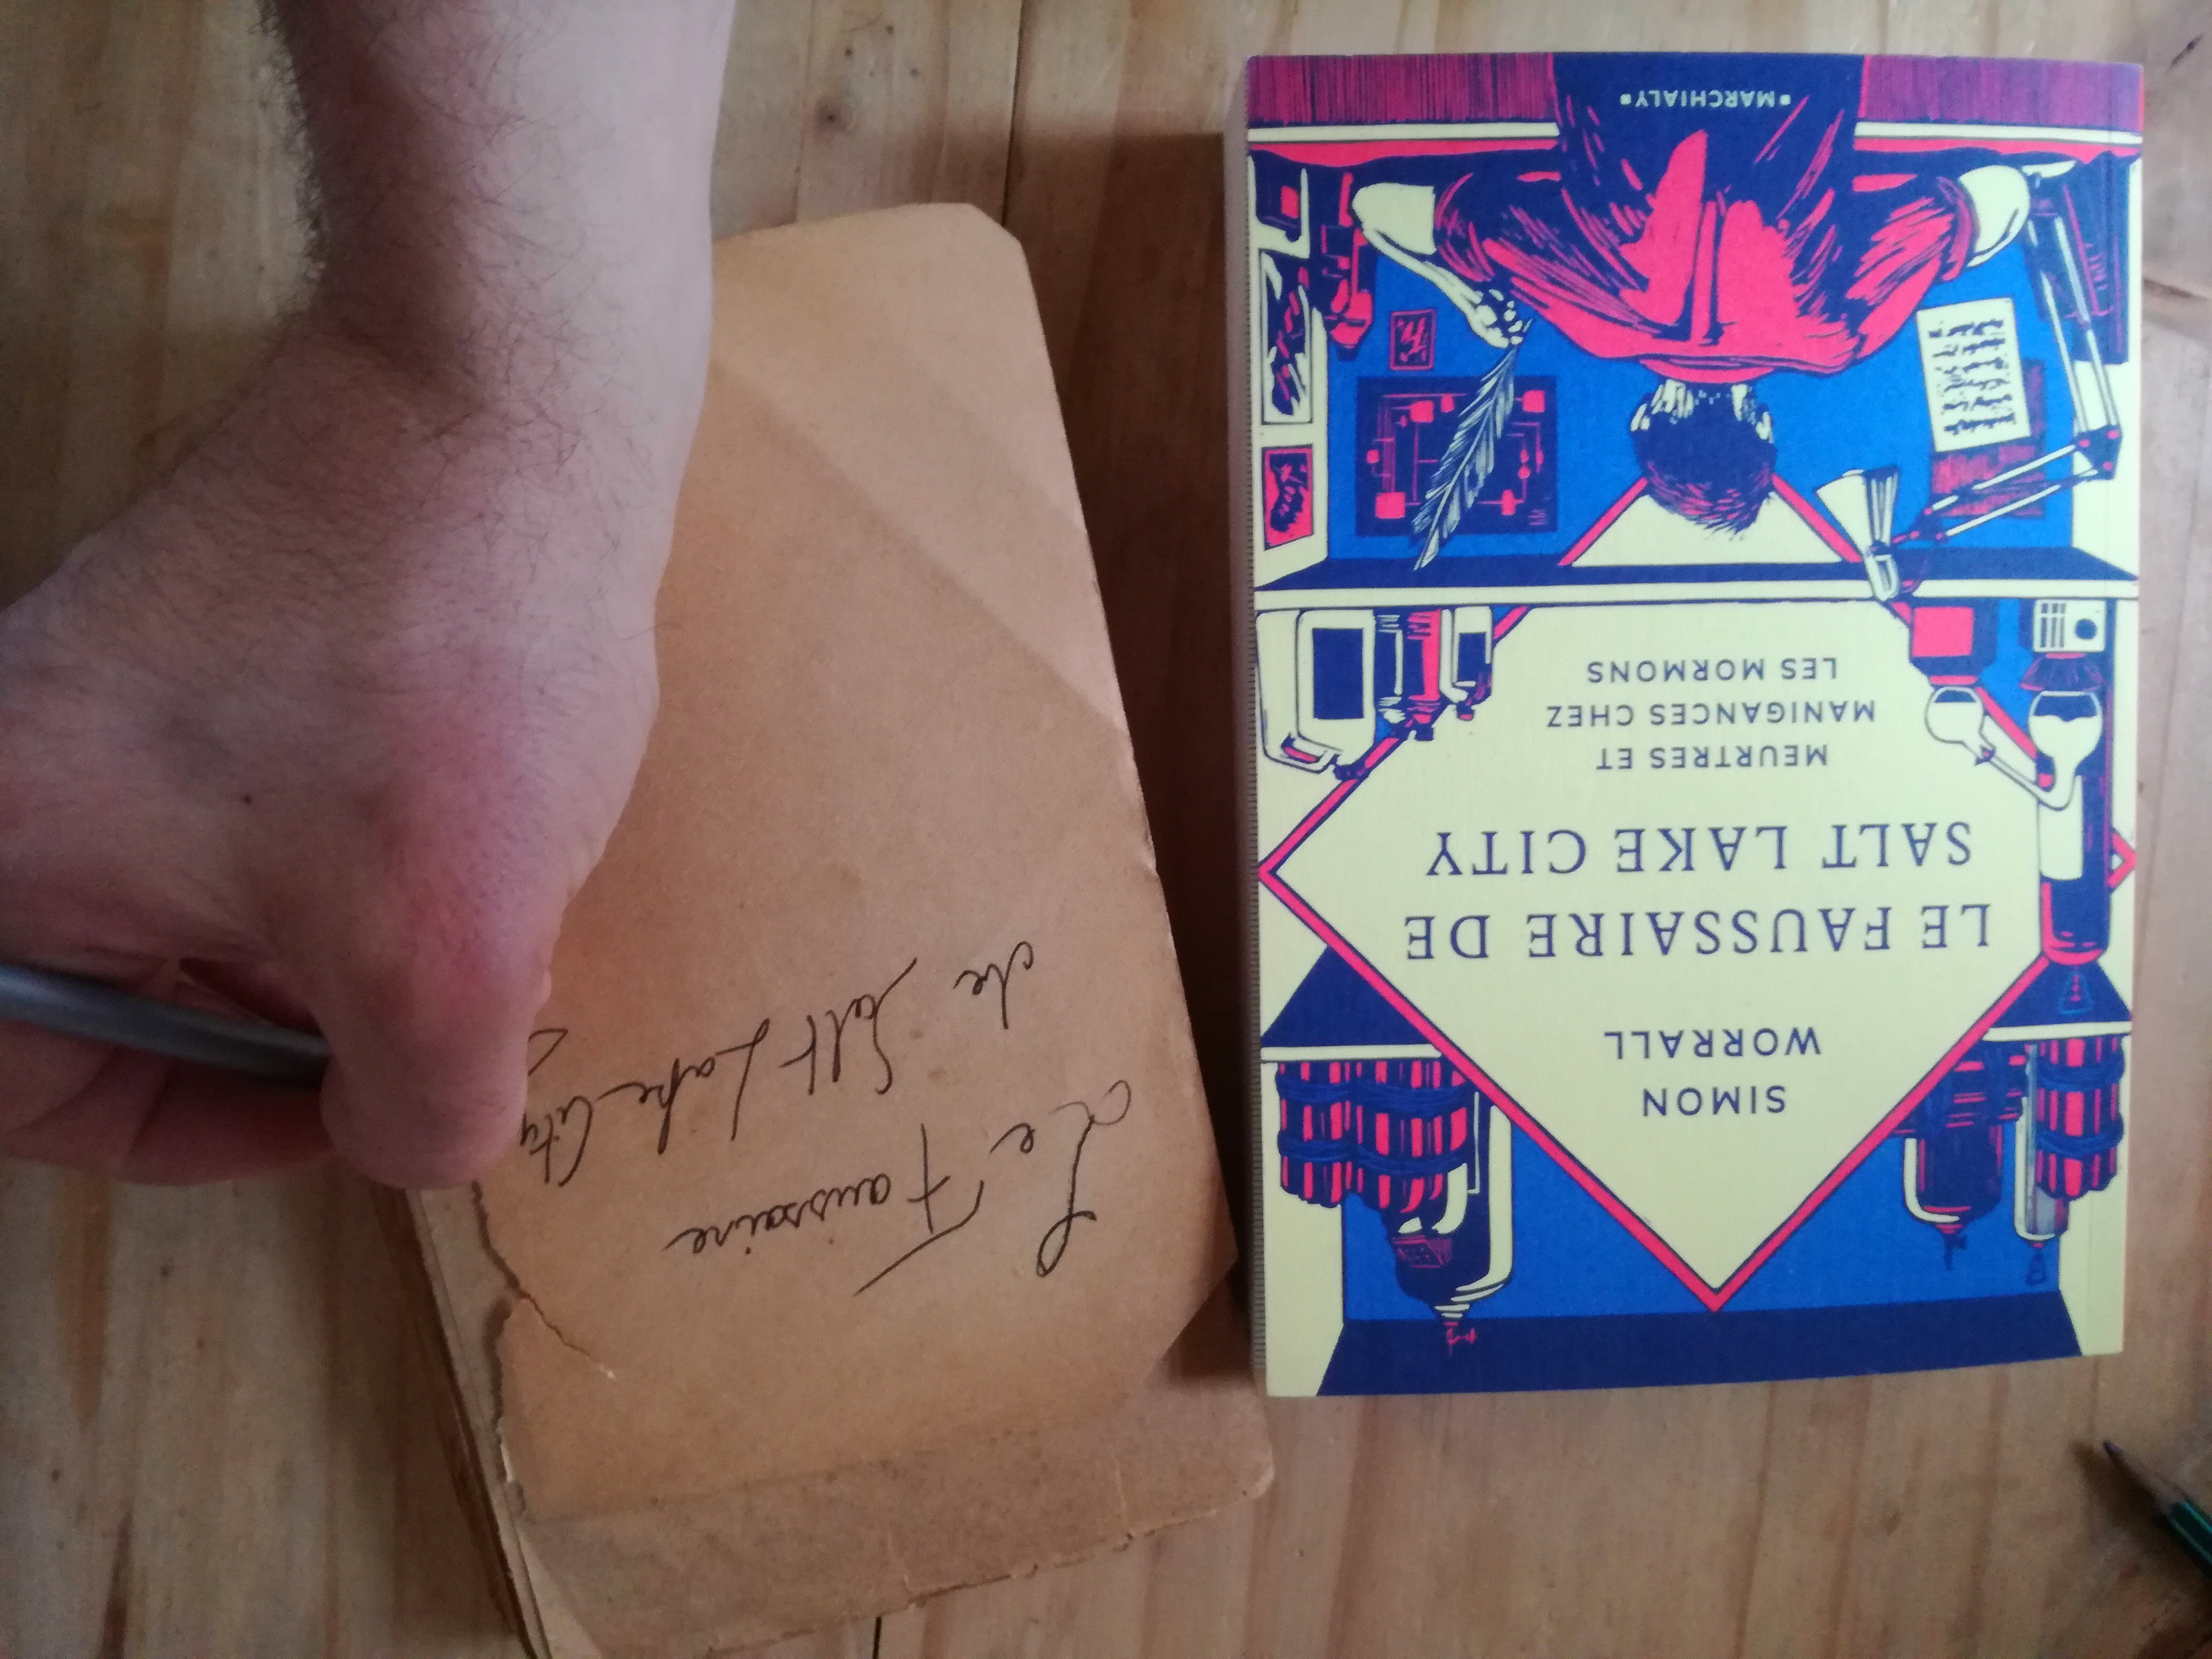 SIMON
WORRALL
LE FAUSSAIRE DE
SALT LAKE CITY
MEURTRES ET
MANIGANCES CHEZ
LES MORMONS
MARCHIALY
Le Faussaire
de Salt Lake City